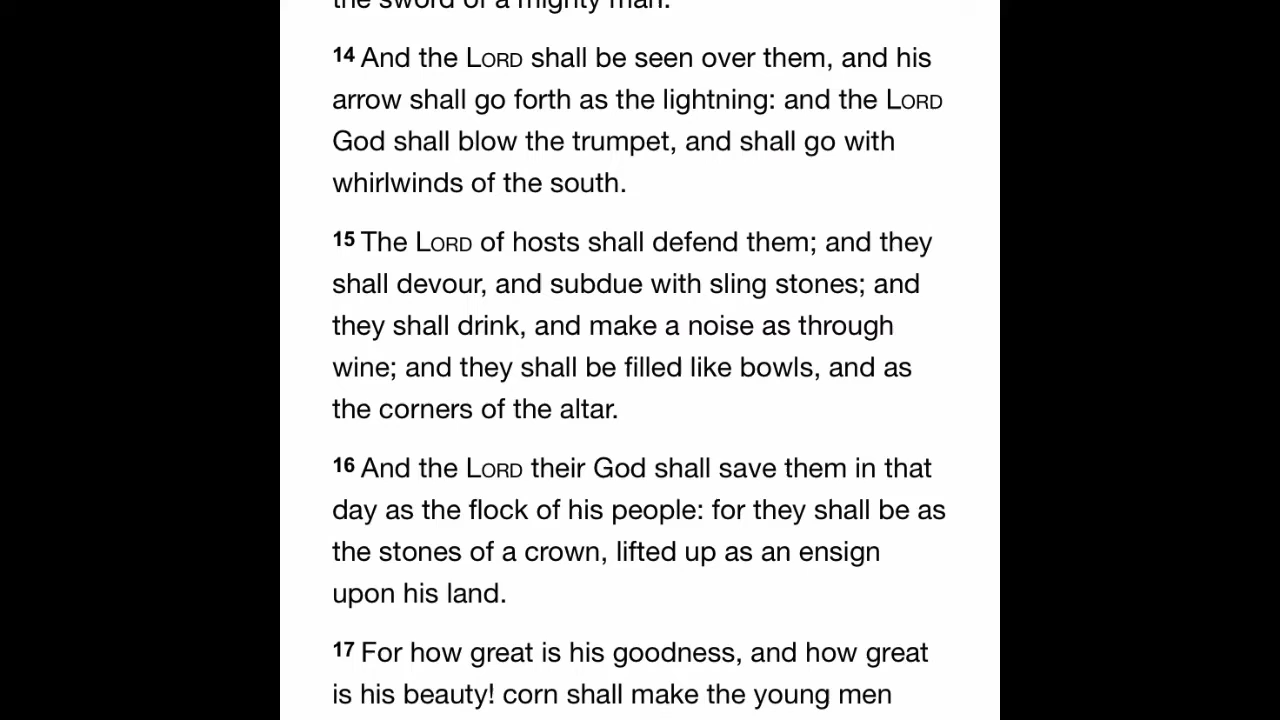 the sword of a mighty man.
14 And the LORD shall be seen over them, and his
arrow shall go forth as the lightning: and the LORD
God shall blow the trumpet, and shall go with
whirlwinds of the south.
15 The LORD of hosts shall defend them; and they
shall devour, and subdue with sling stones; and
they shall drink, and make a noise as through
wine; and they shall be filled like bowls, and as
the corners of the altar.
16 And the LORD their God shall save them in that
day as the flock of his people: for they shall be as
the stones of a crown, lifted up as an ensign
upon his land.
17 For how great is his goodness, and how great
is his beauty! corn shall make the young men